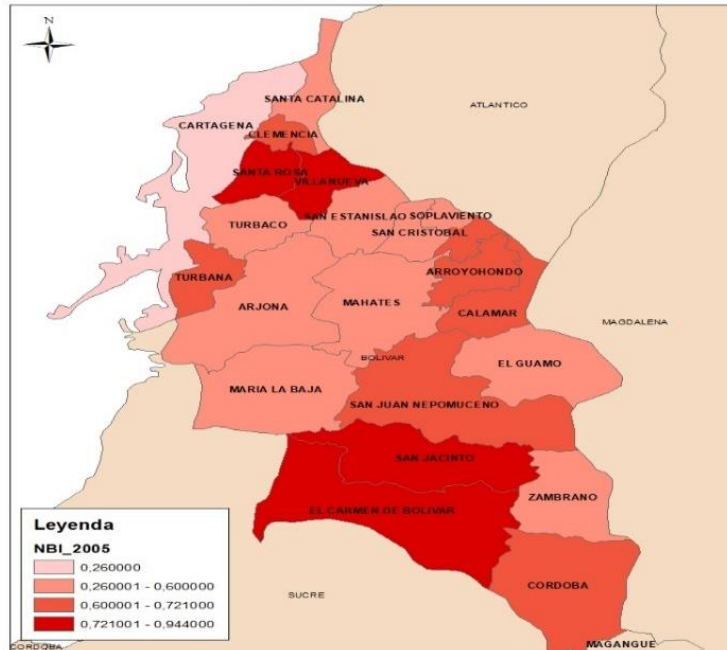 N
SANTA CATALINA
ATLANTICO
CARTAGENA
CLEMENCIA
SANTA ROSA
VILLANUEVA
TURBACO
SAN ESTANISLAO
SOPLAVIENTO
SAN CRISTOBAL
TURBANA
ARROYOHONDO
ARJONA
MAHATES
CALAMAR
MAGDALENA
BOLIVAR
EL GUAMO
MARIA LA BAJA
SAN JUAN NEPOMUCENO
SAN JACINTO
ZAMBRANO
EL CARMEN DE BOLIVAR
Leyenda
NBI_2005
0,260000
0,260001 - 0,600000
0,600001 - 0,721000
0,721001 - 0,944000
SUCRE
CORDOBA
CORDOBA
MAGANGUE